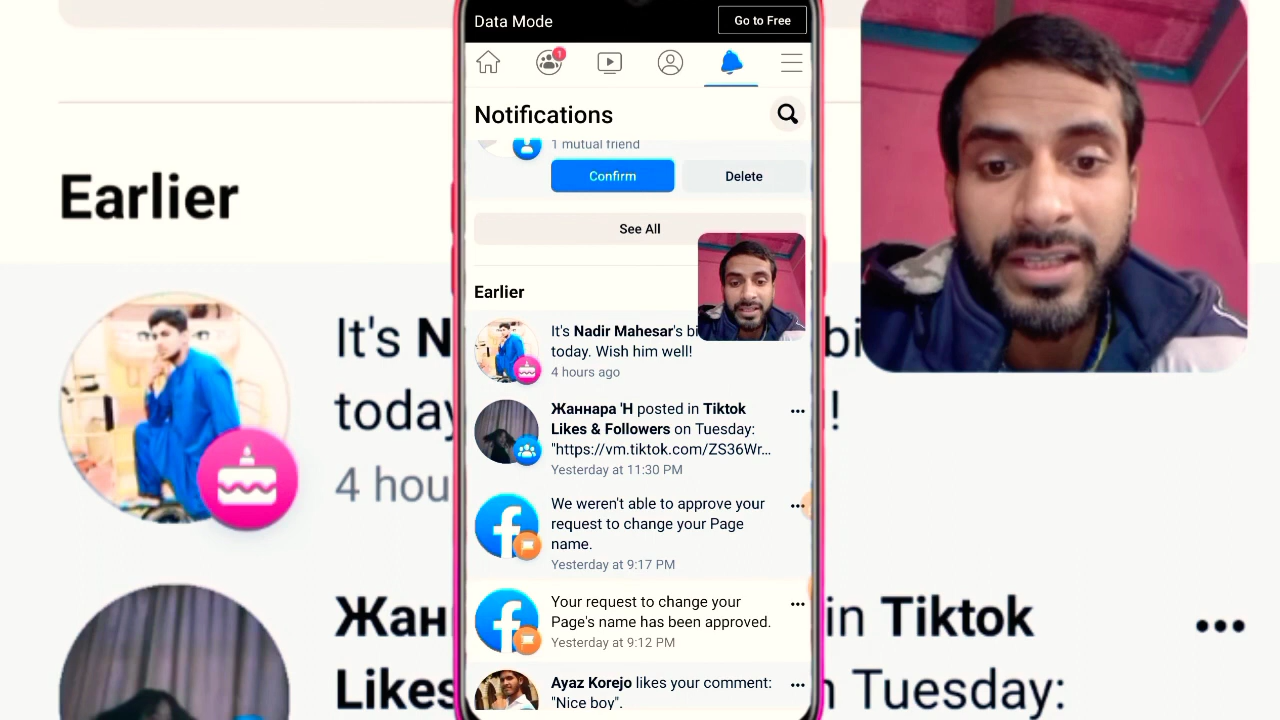 Data Mode
Go to Free
1
Notifications
1 mutual friend
Confirm
Delete
See All
Earlier
It's Nadir Mahesar's bi
today. Wish him well!
4 hours ago
Жаннара 'Н posted in Tiktok
Likes & Followers on Tuesday:
"https://vm.tiktok.com/ZS36Wr...
Yesterday at 11:30 PM
We weren't able to approve your
request to change your Page
name.
Yesterday at 9:17 PM
Your request to change your
Page's name has been approved.
Yesterday at 9:12 PM
Ayaz Korejo likes your comment:
"Nice boy".
Earlier
It's N
bi
today
!
4 hou
Жан
in Tiktok
Likes
n Tuesday: